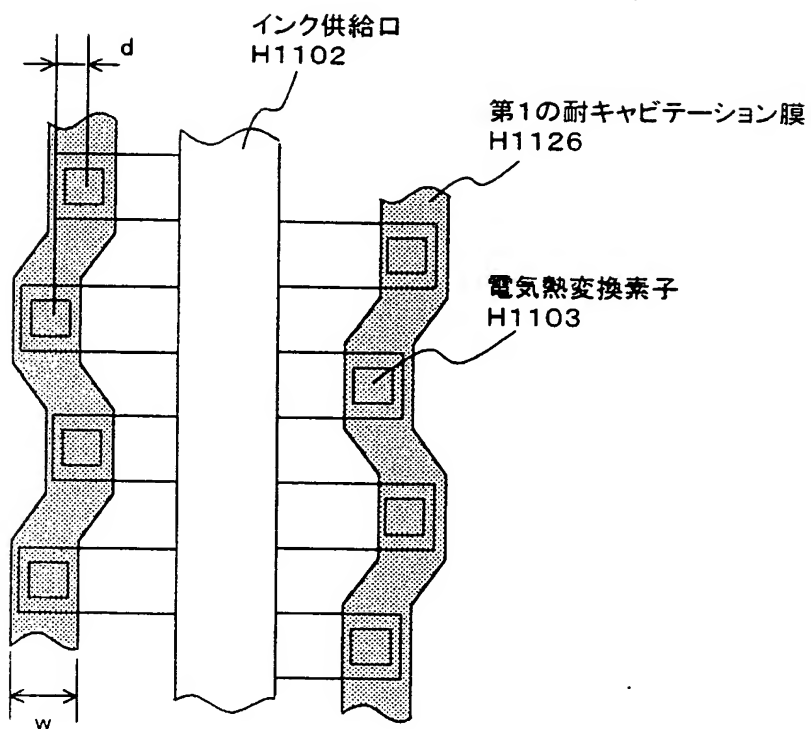 d
インク供給口
H1102
第1の耐キャビテーション膜
H1126
電気熱変換素子
H1103
w